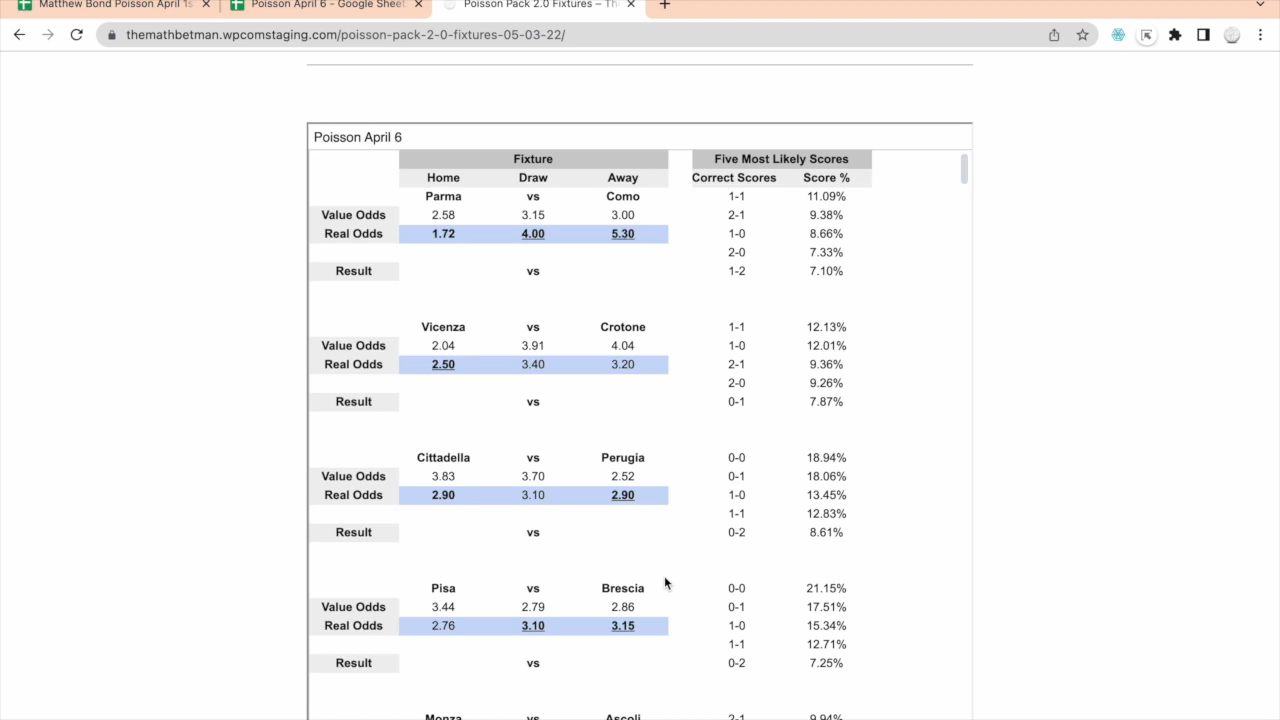 Matthew Bond Poisson April 1s
Poisson April 6 - Google Sheet
Poisson Pack 2.0 Fixtures – Th
themathbetman.wpcomstaging.com/poisson-pack-2-0-fixtures-05-03-22/
Poisson April 6
Fixture Five Most Likely Scores
Home Draw Away Correct Scores Score %
Parma vs Como 1-1 11.09%
Value Odds 2.58 3.15 3.00 2-1 9.38%
Real Odds 1.72 4.00 5.30 1-0 8.66%
2-0 7.33%
Result vs 1-2 7.10%
Vicenza vs Crotone 1-1 12.13%
Value Odds 2.04 3.91 4.04 1-0 12.01%
Real Odds 2.50 3.40 3.20 2-1 9.36%
2-0 9.26%
Result vs 0-1 7.87%
Cittadella vs Perugia 0-0 18.94%
Value Odds 3.83 3.70 2.52 0-1 18.06%
Real Odds 2.90 3.10 2.90 1-0 13.45%
1-1 12.83%
Result vs 0-2 8.61%
Pisa vs Brescia 0-0 21.15%
Value Odds 3.44 2.79 2.86 0-1 17.51%
Real Odds 2.76 3.10 3.15 1-0 15.34%
1-1 12.71%
Result vs 0-2 7.25%
Monza vs Ascoli 2-1 9.94%